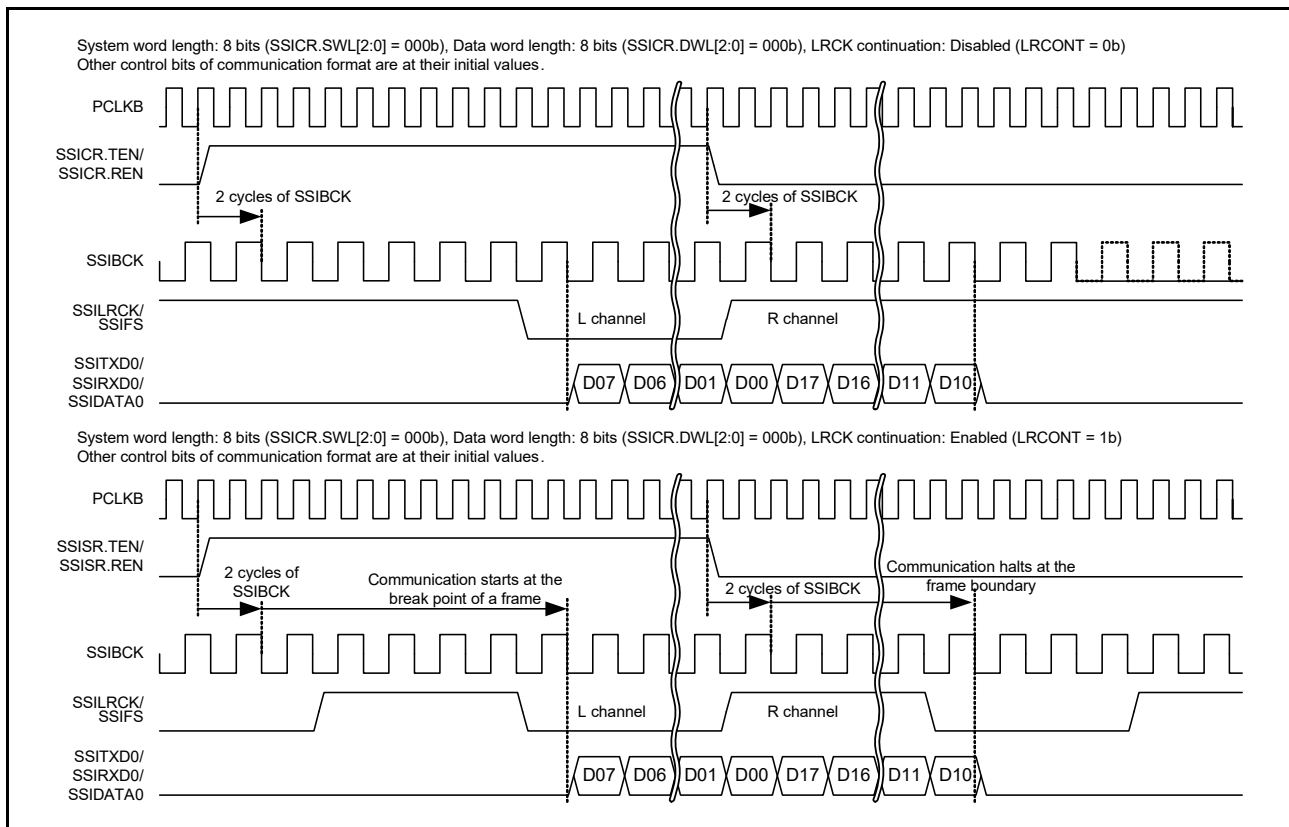 System word length: 8 bits (SSICR.SWL[2:0] = 000b), Data word length: 8 bits (SSICR.DWL[2:0] = 000b), LRCK continuation: Disabled (LRCONT = 0b)
Other control bits of communication format are at their initial values.
PCLKB
SSICR.TEN/
SSICR.REN
2 cycles of SSIBCK
2 cycles of SSIBCK
SSIBCK
SSILRCK/
SSIFS
L channel
R channel
SSITXD0/
SSIRXD0/
SSIDATA0
D07 D06 D01 D00 D17 D16 D11 D10
System word length: 8 bits (SSICR.SWL[2:0] = 000b), Data word length: 8 bits (SSICR.DWL[2:0] = 000b), LRCK continuation: Enabled (LRCONT = 1b)
Other control bits of communication format are at their initial values.
PCLKB
SSISR.TEN/
SSISR.REN
2 cycles of
SSIBCK
Communication starts at the
break point of a frame
2 cycles of SSIBCK
Communication halts at the
frame boundary
SSIBCK
SSILRCK/
SSIFS
L channel
R channel
SSITXD0/
SSIRXD0/
SSIDATA0
D07 D06 D01 D00 D17 D16 D11 D10